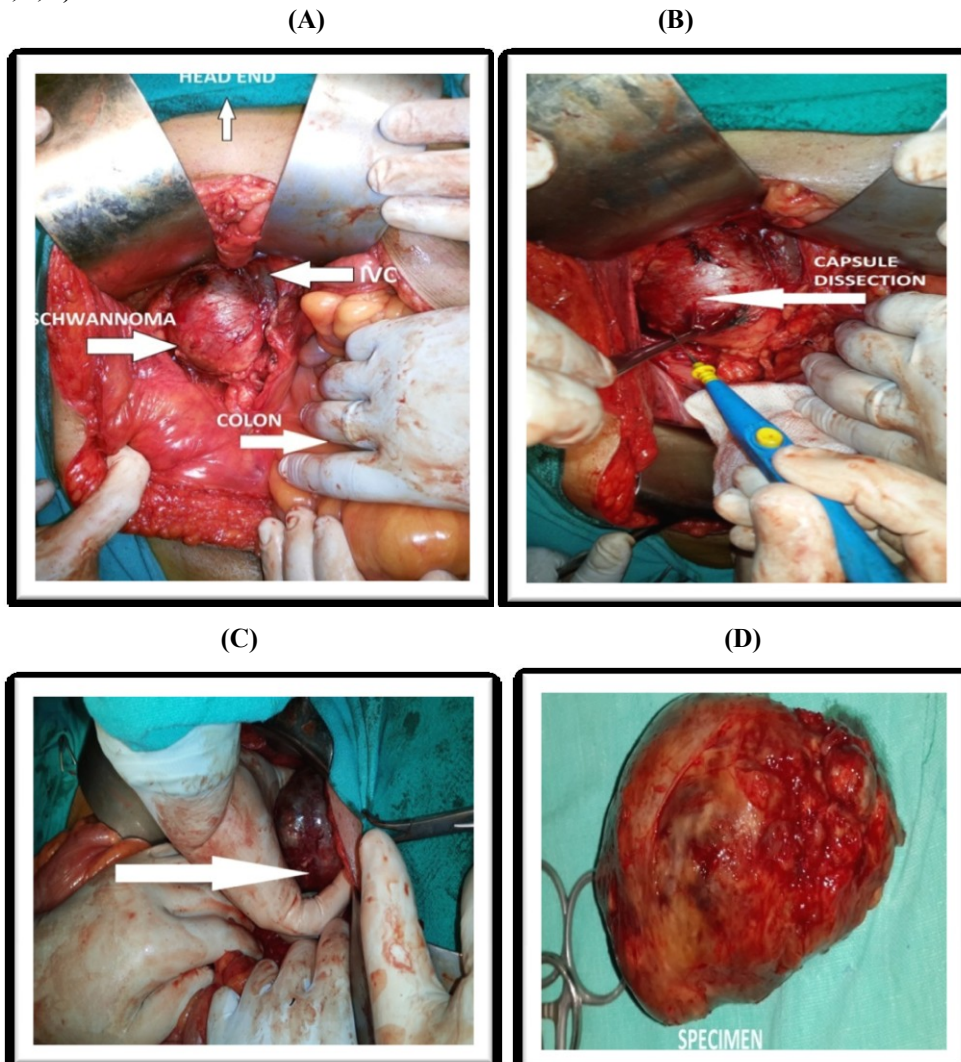 (A)
(B)
HEAD END
IVC
SCHWANNOMA
COLON
CAPSULE
DISSECTION
(C)
(D)
SPECIMEN